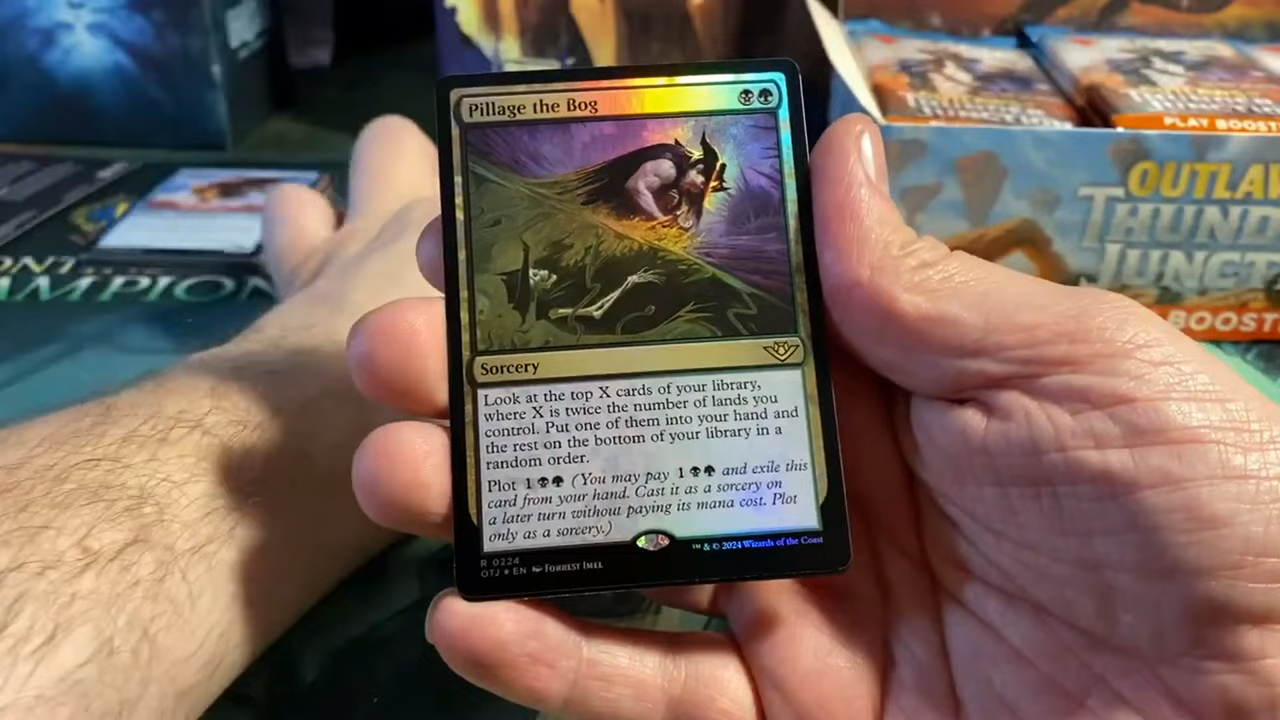 Pillage the Bog
Sorcery
Look at the top X cards of your library,
where X is twice the number of lands you
control. Put one of them into your hand and
the rest on the bottom of your library in a
random order.
Plot 1 (You may pay 1 and exile this
card from your hand. Cast it as a sorcery on
a later turn without paying its mana cost. Plot
only as a sorcery.)
™ & © 2024 Wizards of the Coast
R 0224
OTJ ★ EN FORREST IMEL
PLAY BOOST
OUTLAW
THUND
JUNCT
BOOST
AMPION